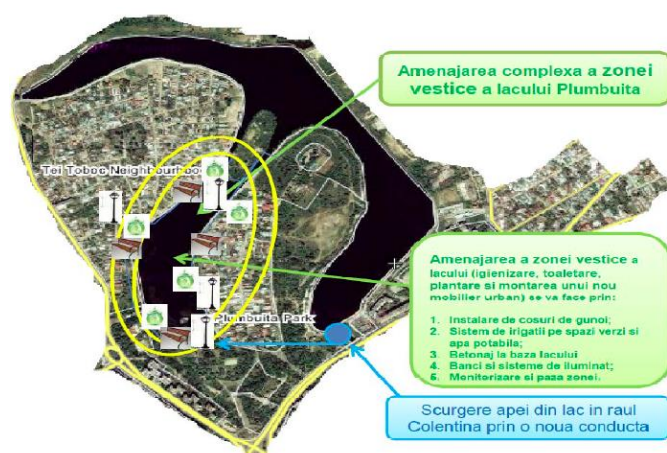 Amenajarea complexa a zonei
vestice a lacului Plumbuita
Tei Toboc Neighbourhoo
Amenajarea a zonei vestice a
lacului (igienizare, toaletare,
plantare si montarea unui nou
mobilier urban) se va face prin:
1. Instalare de cosuri de gunoi;
2. Sistem de irigatii pe spazi verzi si
apa potabila;
3 Betonaj la baza lacului
4. Banci si sisteme de iluminat;
5. Monitorizare si paza zonei.
Plumbuita Park
Scurgere apei din lac in raul
Colentina prin o noua conducta